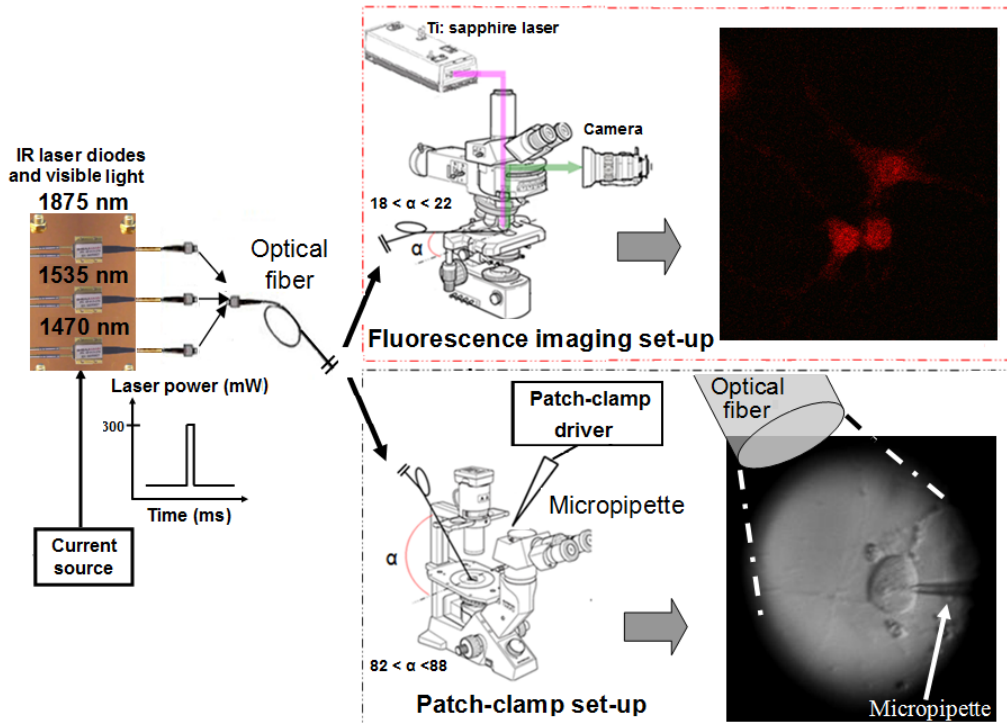 IR laser diodes
and visible light
1875 nm
1535 nm
1470 nm
Optical
fiber
Laser power (mW)
300
Time (ms)
Current
source
Ti: sapphire laser
Camera
18 < α < 22
α
Fluorescence imaging set-up
Patch-clamp
driver
Micropipette
α
82 < α <88
Patch-clamp set-up
Optical
fiber
Micropipette